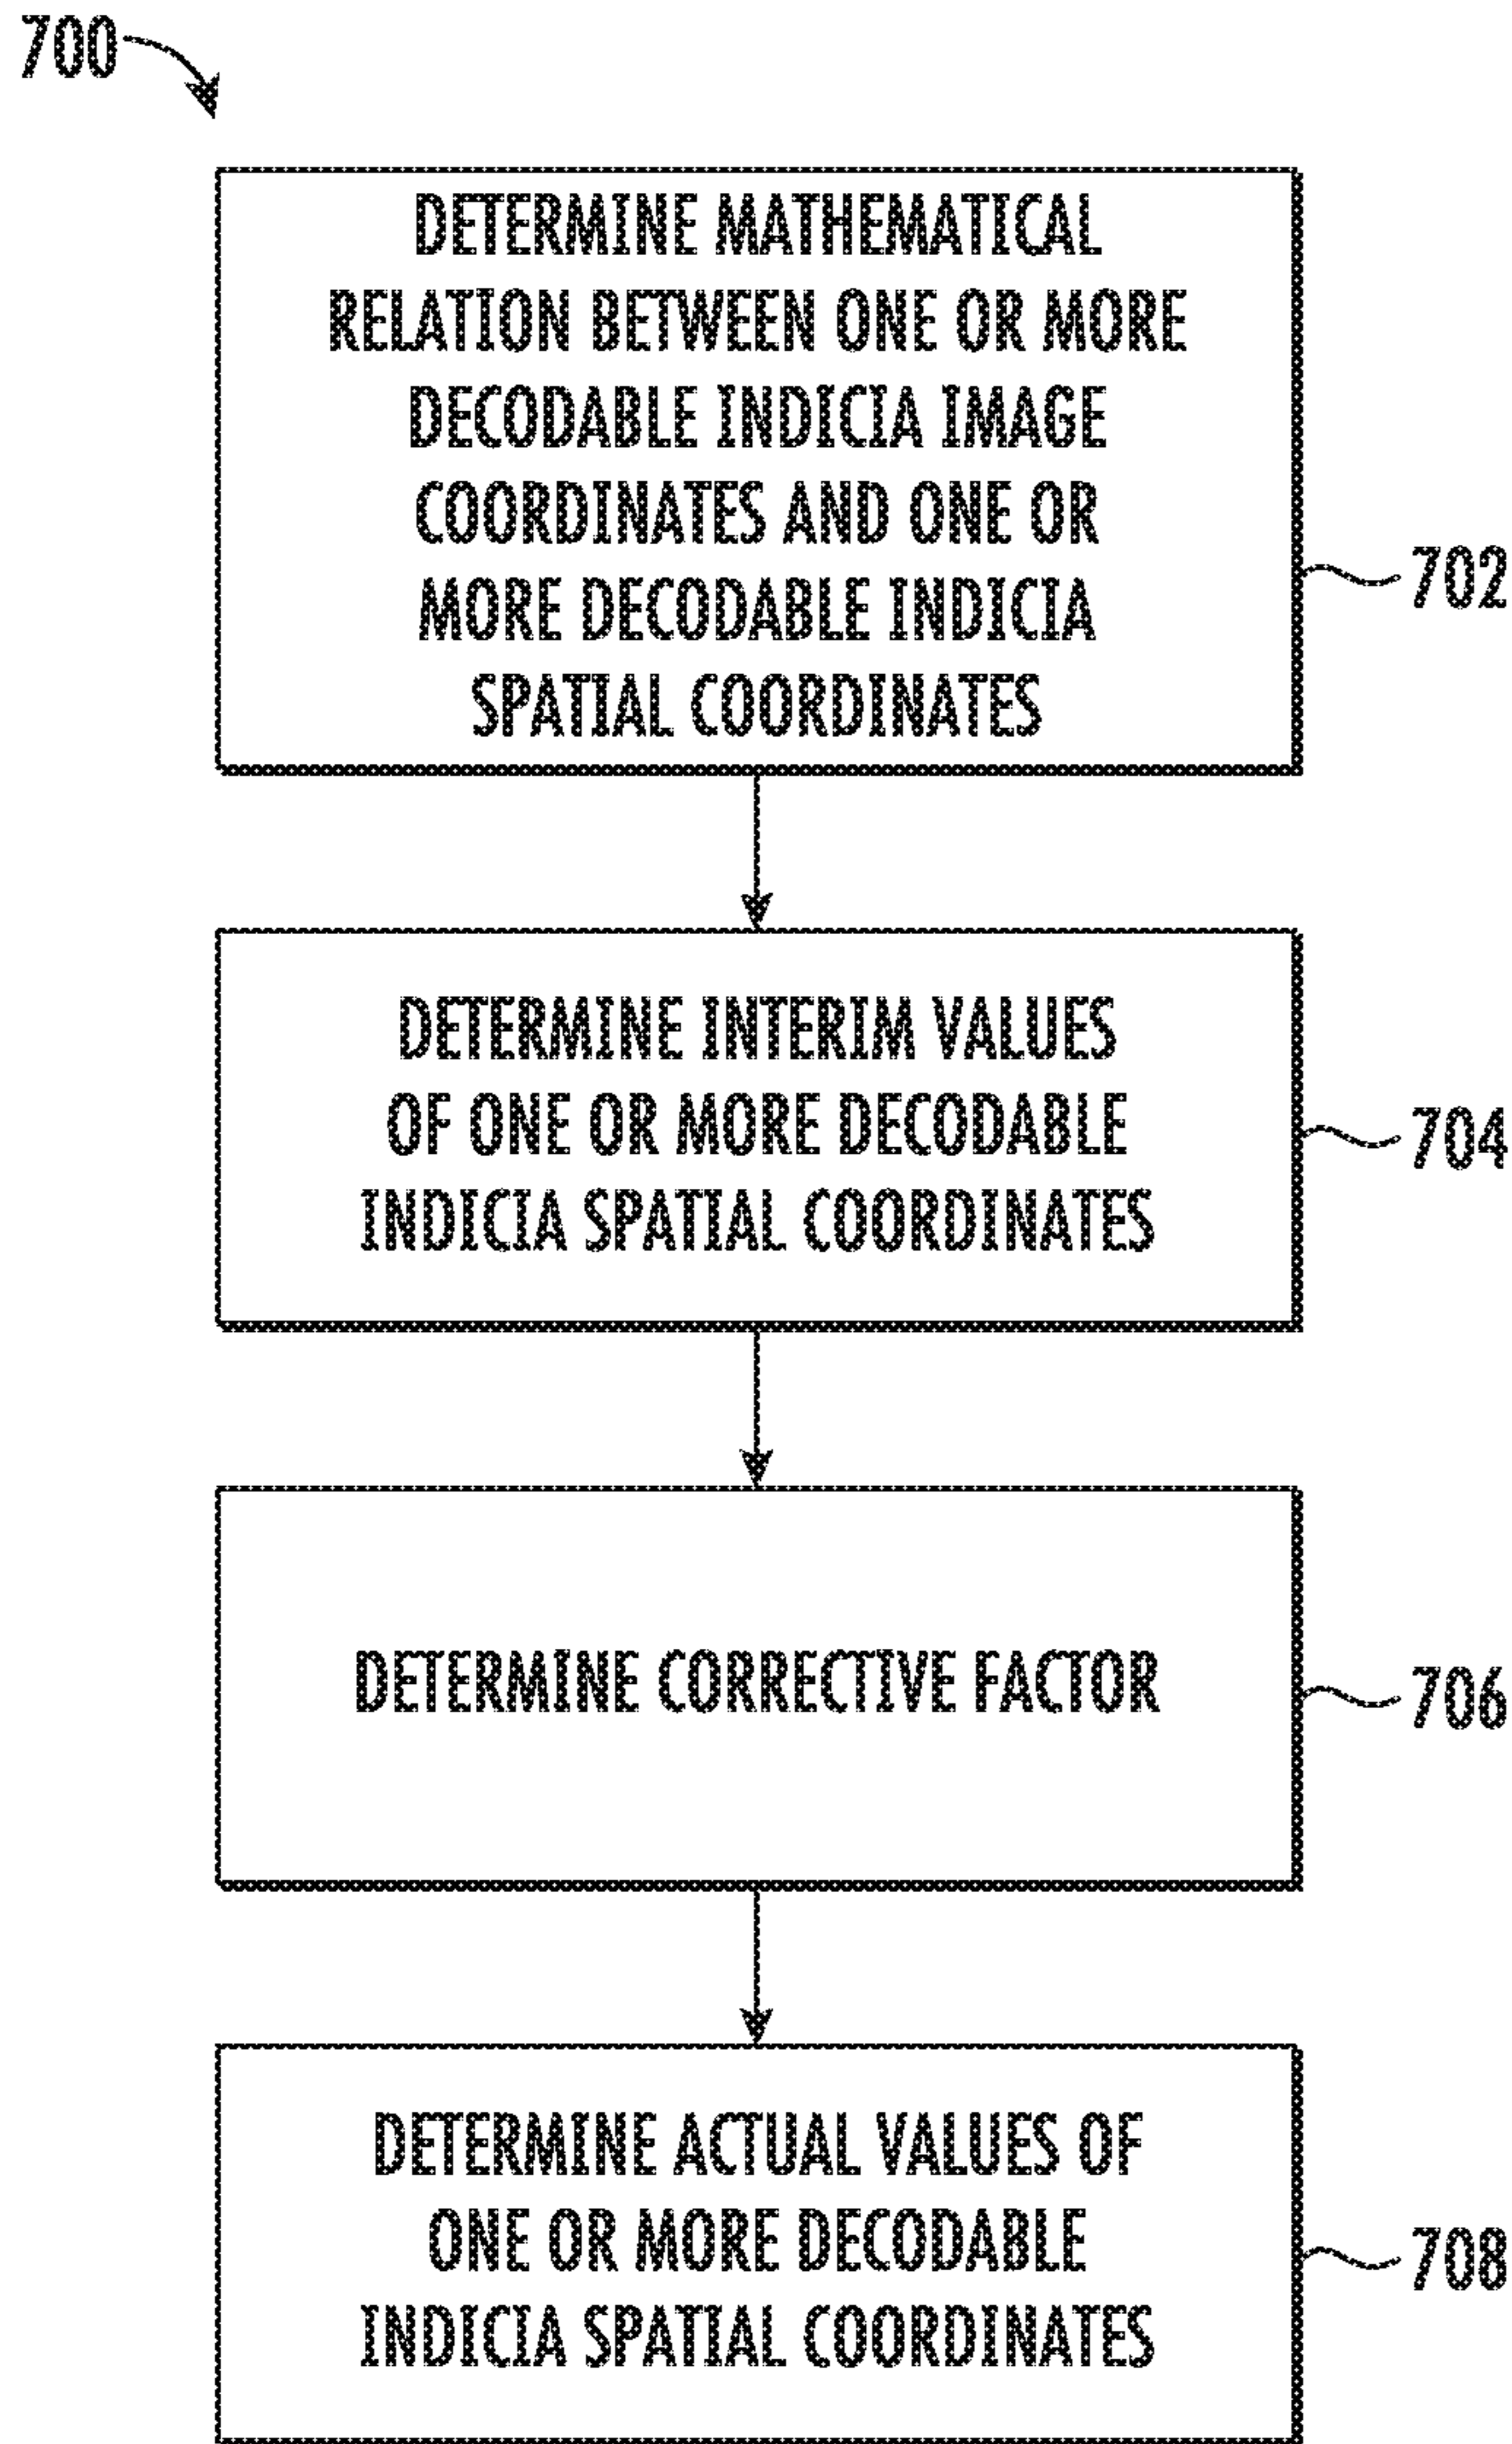 700
DETERMINE MATHEMATICAL
RELATION BETWEEN ONE OR MORE
DECODABLE INDICIA IMAGE
COORDINATES AND ONE OR
MORE DECODABLE INDICIA
SPATIAL COORDINATES
702
DETERMINE INTERIM VALUES
OF ONE OR MORE DECODABLE
INDICIA SPATIAL COORDINATES
704
DETERMINE CORRECTIVE FACTOR
706
DETERMINE ACTUAL VALUES OF
ONE OR MORE DECODABLE
INDICIA SPATIAL COORDINATES
708